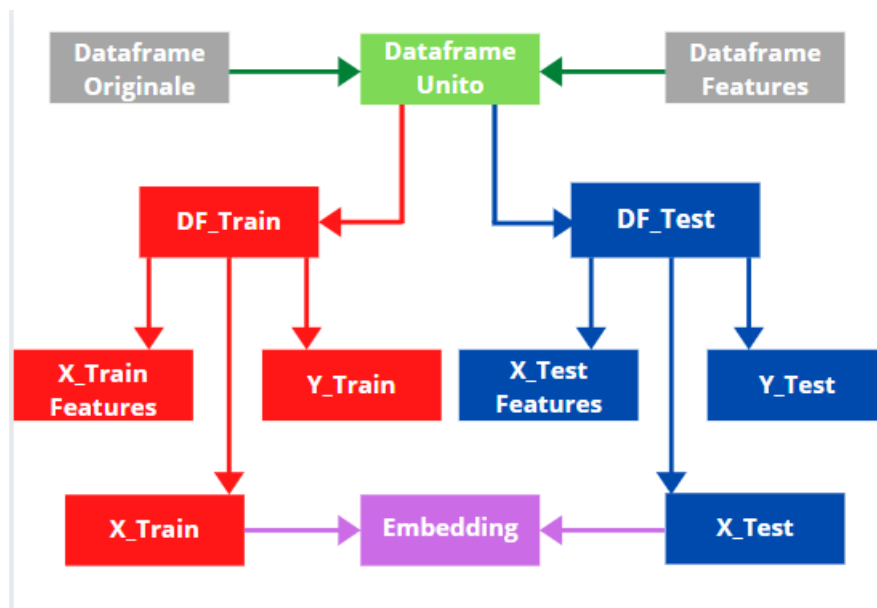 Dataframe
Originale
Dataframe
Unito
Dataframe
Features
DF_Train
DF_Test
X_Train
Features
Y_Train
X_Test
Features
Y_Test
X_Train
Embedding
X_Test